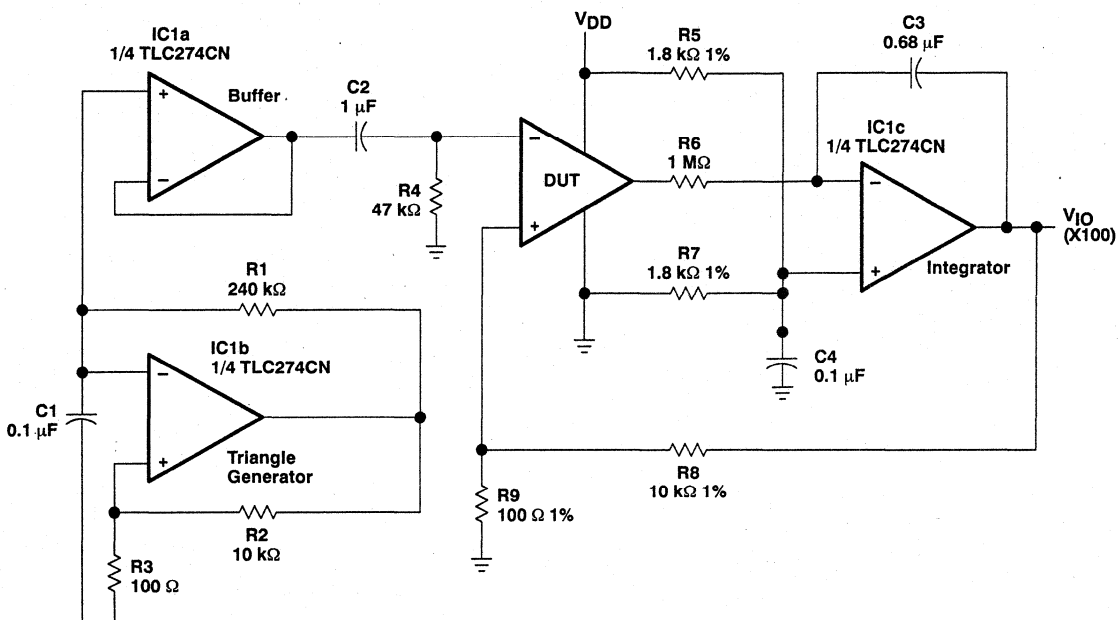 IC1a
1/4 TLC274CN
+
−
Buffer
C2
1 μF
R4
47 kΩ
VDD
−
DUT
+
R5
1.8 kΩ 1%
R6
1 MΩ
R7
1.8 kΩ 1%
C3
0.68 μF
IC1c
1/4 TLC274CN
−
+
Integrator
VIO
(X100)
C4
0.1 μF
R1
240 kΩ
IC1b
1/4 TLC274CN
−
+
C1
0.1 μF
Triangle
Generator
R2
10 kΩ
R3
100 Ω
R8
10 kΩ 1%
R9
100 Ω 1%